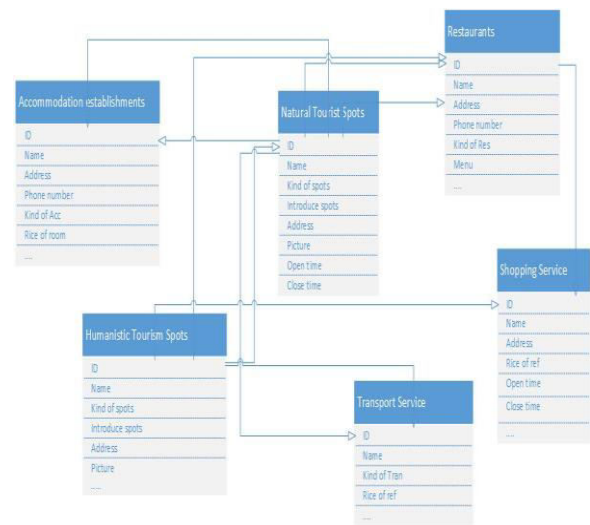 Restaurants
ID
Name
Address
Phone number
Kind of Res
Menu
....
Accommodation establishments
ID
Name
Address
Phone number
Kind of Acc
Rice of room
....
Natural Tourist Spots
ID
Name
Kind of spots
Introduce spots
Address
Picture
Open time
Close time
Shopping Service
ID
Name
Address
Rice of ref
Open time
Close time
....
Humanistic Tourism Spots
ID
Name
Kind of spots
Introduce spots
Address
Picture
.....
Transport Service
ID
Name
Kind of Tran
Rice of ref
....